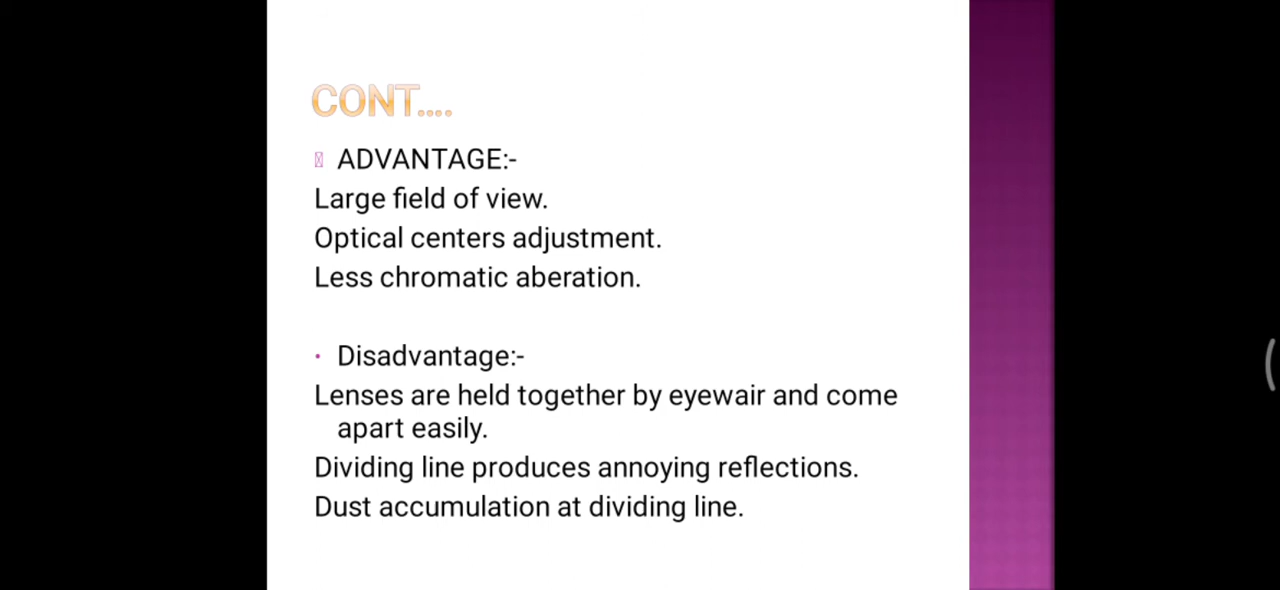 CONT....
ADVANTAGE:-
Large field of view.
Optical centers adjustment.
Less chromatic aberation.
• Disadvantage:-
Lenses are held together by eyewair and come
apart easily.
Dividing line produces annoying reflections.
Dust accumulation at dividing line.